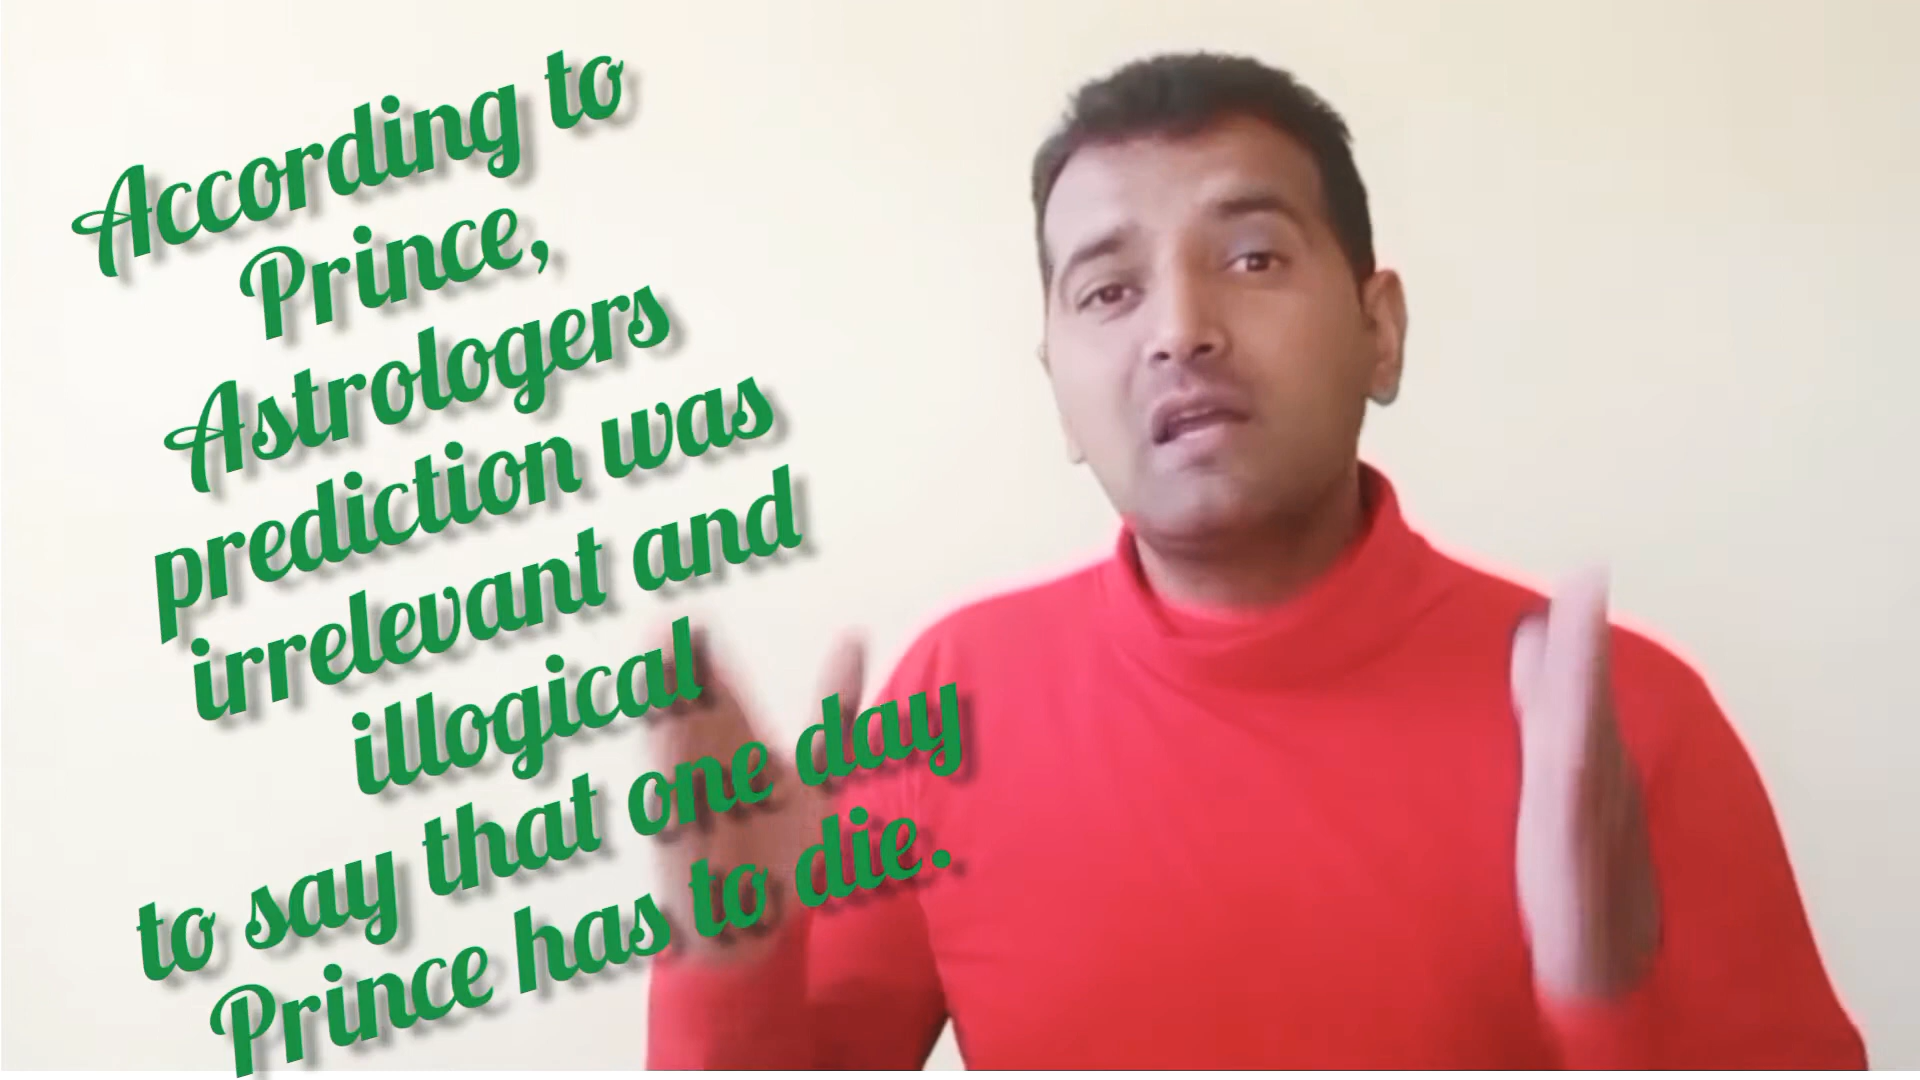 According to
Prince,
Astrologers
prediction was
irrelevant and
illogical
to say that one day
Prince has to die.